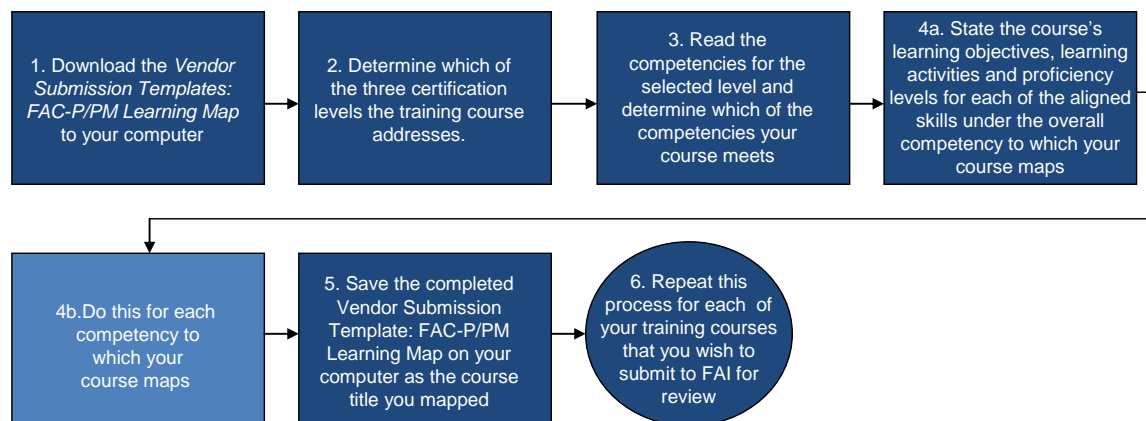 1. Download the Vendor
Submission Templates:
FAC-P/PM Learning Map
to your computer
2. Determine which of
the three certification
levels the training course
addresses.
3. Read the
competencies for the
selected level and
determine which of the
competencies your
course meets
4a. State the course’s
learning objectives, learning
activities and proficiency
levels for each of the aligned
skills under the overall
competency to which your
course maps
4b.Do this for each
competency to
which your
course maps
5. Save the completed
Vendor Submission
Template: FAC-P/PM
Learning Map on your
computer as the course
title you mapped
6. Repeat this
process for each of
your training courses
that you wish to
submit to FAI for
review